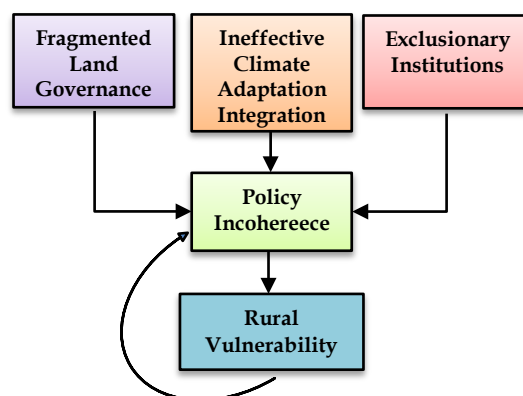 Fragmented
Land
Governance
Ineffective
Climate
Adaptation
Integration
Exclusionary
Institutions
Policy
Incohereece
Rural
Vulnerability